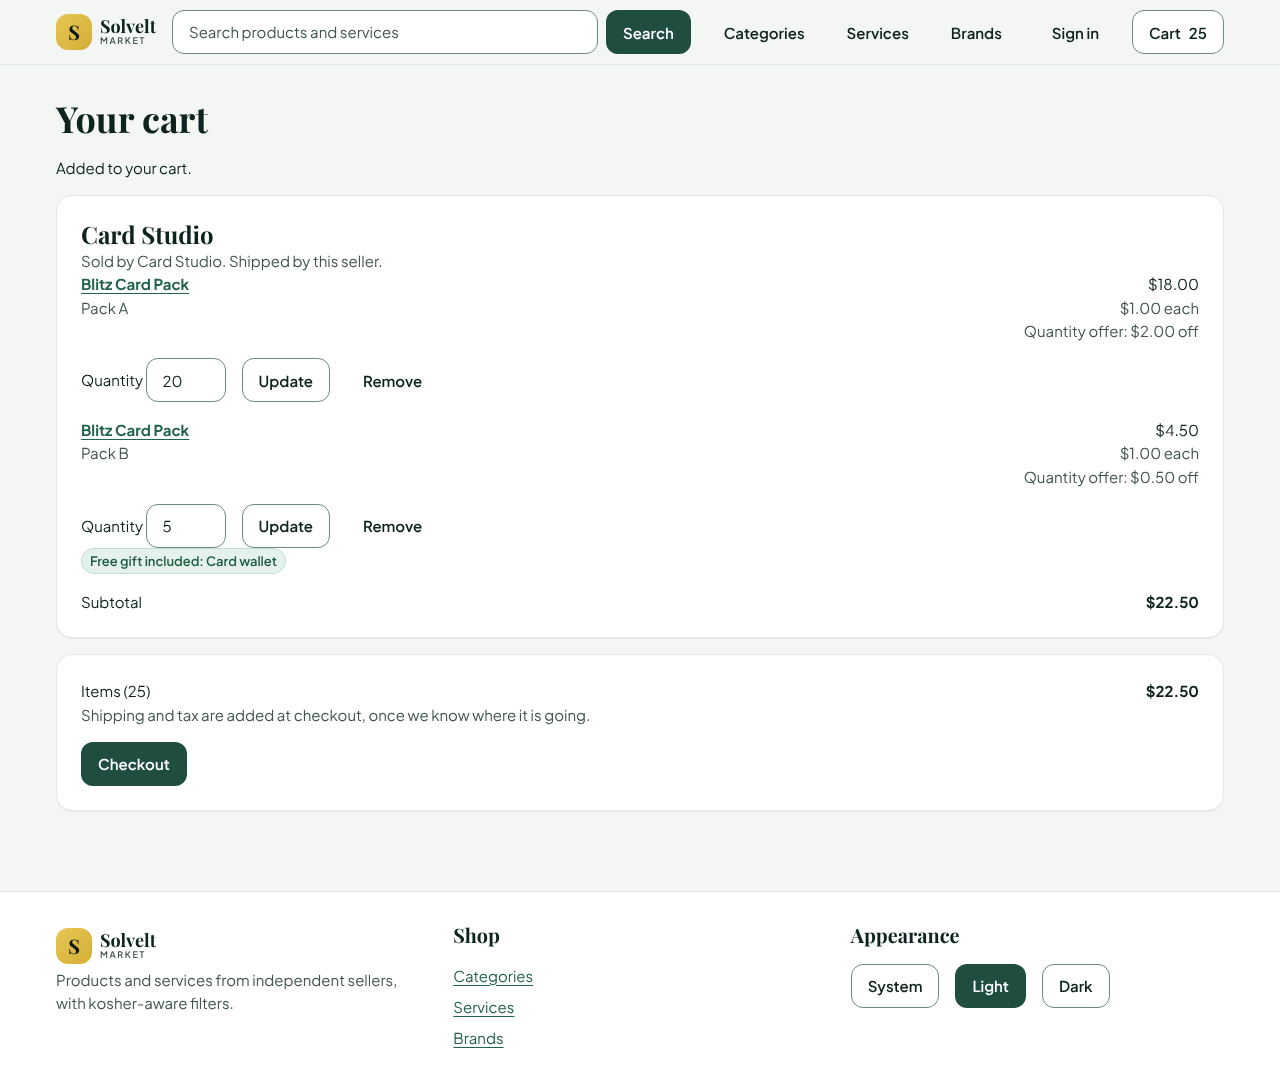 S Solvelt
MARKET
Search products and services
Search
Categories
Services
Brands
Sign in
Cart 25
Your cart
Added to your cart.
Card Studio
Sold by Card Studio. Shipped by this seller.
Blitz Card Pack
$18.00
Pack A
$1.00 each
Quantity offer: $2.00 off
Quantity 20 Update Remove
Blitz Card Pack
$4.50
Pack B
$1.00 each
Quantity offer: $0.50 off
Quantity 5 Update Remove
Free gift included: Card wallet
Subtotal
$22.50
Items (25)
$22.50
Shipping and tax are added at checkout, once we know where it is going.
Checkout
S Solvelt
MARKET
Products and services from independent sellers,
with kosher-aware filters.
Shop
Categories
Services
Brands
Appearance
System Light Dark